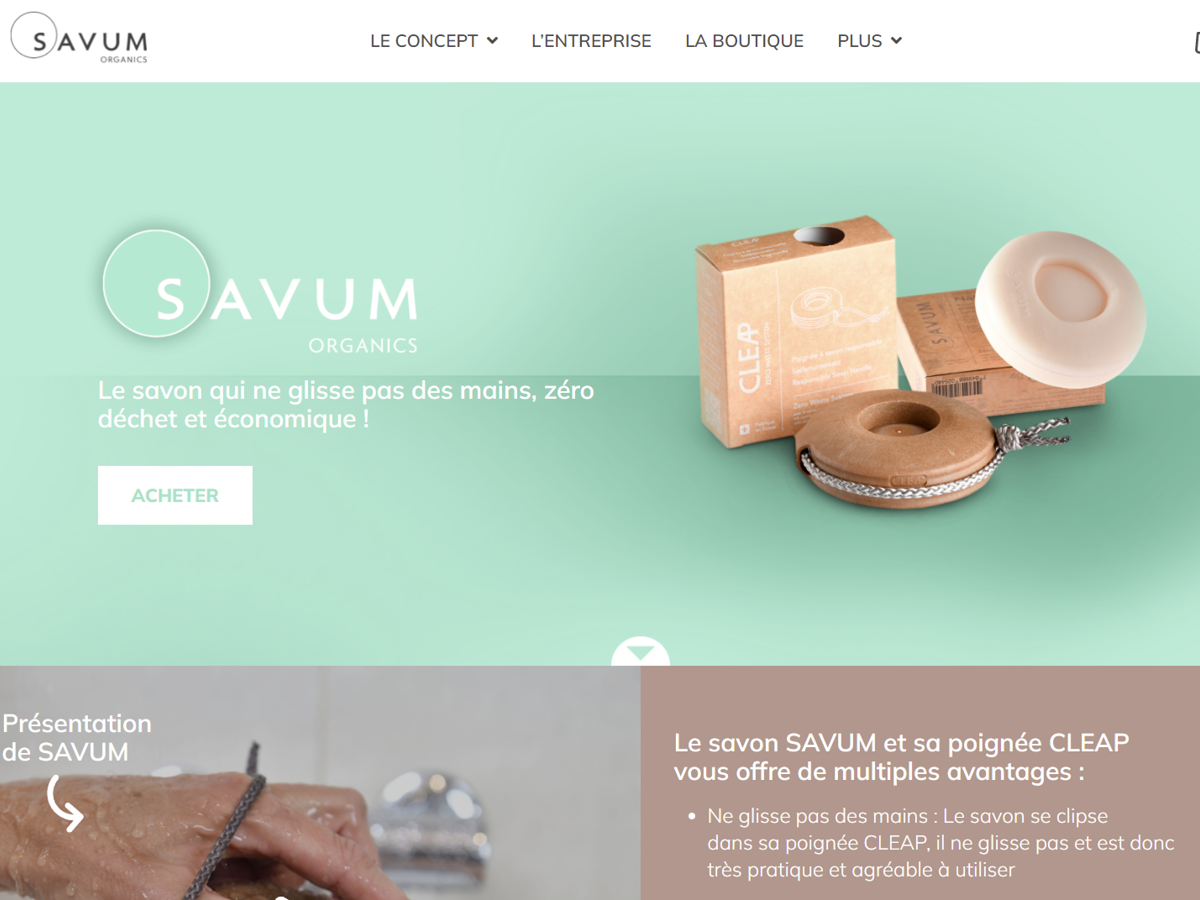 SAVUM
ORGANICS
LE CONCEPT
L’ENTREPRISE
LA BOUTIQUE
PLUS
SAVUM
ORGANICS
Le savon qui ne glisse pas des mains, zéro
déchet et économique !
ACHETER
CLEAP
SAVUM
CLEAP
Présentation
de SAVUM
Le savon SAVUM et sa poignée CLEAP
vous offre de multiples avantages :
Ne glisse pas des mains : Le savon se clipse
dans sa poignée CLEAP, il ne glisse pas et est donc
très pratique et agréable à utiliser